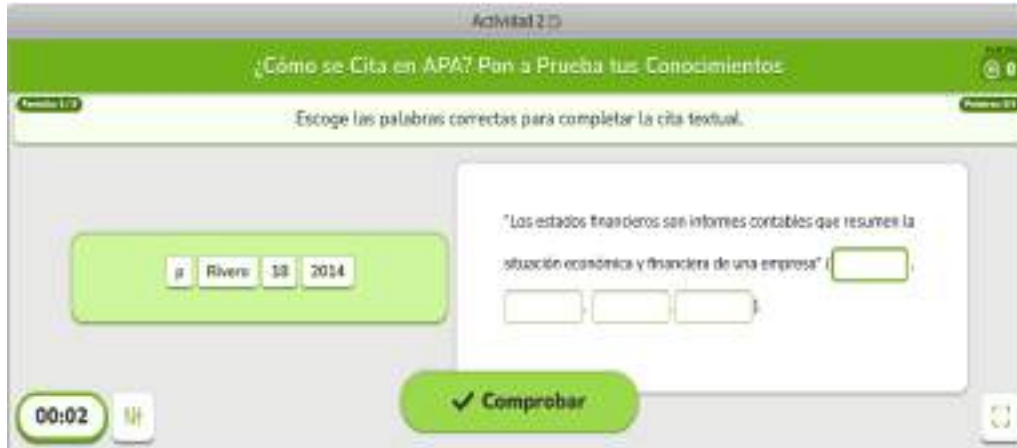 Actividad 2
¿Cómo se Cita en APA? Pon a Prueba tus Conocimientos
0
Escoge las palabras correctas para completar la cita textual.
"Los estados financieros son informes contables que resumen la
situación económica y financiera de una empresa" ( ,
, . ).
p Rivero 18 2014
Comprobar
00:02